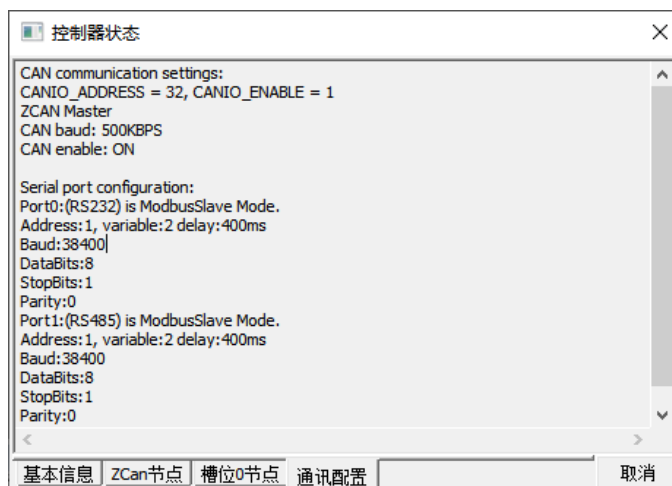 控制器状态
CAN communication settings:
CANIO_ADDRESS = 32, CANIO_ENABLE = 1
ZCAN Master
CAN baud: 500KBPS
CAN enable: ON
Serial port configuration:
Port0:(RS232) is ModbusSlave Mode.
Address:1, variable:2 delay:400ms
Baud:38400
DataBits:8
StopBits:1
Parity:0
Port1:(RS485) is ModbusSlave Mode.
Address:1, variable:2 delay:400ms
Baud:38400
DataBits:8
StopBits:1
Parity:0
基本信息 ZCan节点 槽位0节点 通讯配置 取消